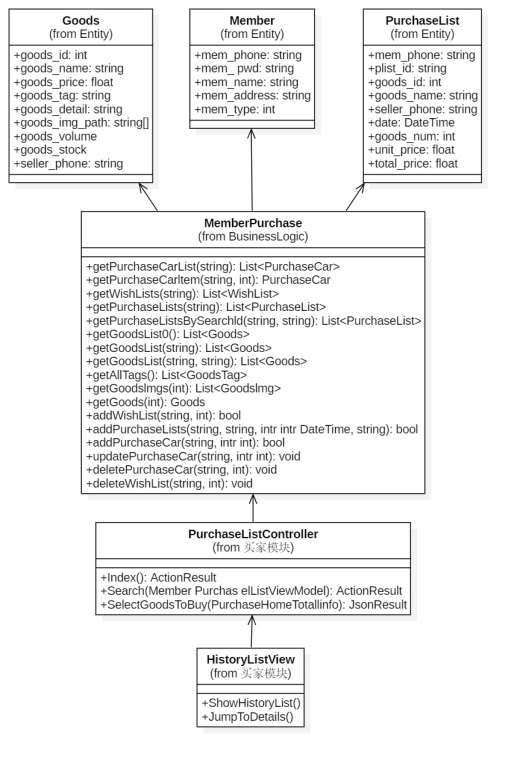 Goods
(from Entity)
+goods_id: int
+goods_name: string
+goods_price: float
+goods_tag: string
+goods_detail: string
+goods_img_path: string[]
+goods_volume
+goods_stock
+seller_phone: string
Member
(from Entity)
+mem_phone: string
+mem_ pwd: string
+mem_name: string
+mem_address: string
+mem_type: int
PurchaseList
(from Entity)
+mem_phone: string
+plist_id: string
+goods_id: int
+goods_name: string
+seller_phone: string
+date: DateTime
+goods_num: int
+unit_price: float
+total_price: float
MemberPurchase
(from BusinessLogic)
+getPurchaseCarList(string): List<PurchaseCar>
+getPurchaseCarltem(string, int): PurchaseCar
+getWishLists(string): List<WishList>
+getPurchaseLists(string): List<PurchaseList>
+getPurchaseListsBySearchld(string, string): List<PurchaseList>
+getGoodsList0(): List<Goods>
+getGoodsList(string): List<Goods>
+getGoodsList(string, string): List<Goods>
+getAllTags(): List<GoodsTag>
+getGoodslmgs(int): List<Goodslmg>
+getGoods(int): Goods
+addWishList(string, int): bool
+addPurchaseLists(string, string, intr intr DateTime, string): bool
+addPurchaseCar(string, intr int): bool
+updatePurchaseCar(string, intr int): void
+deletePurchaseCar(string, int): void
+deleteWishList(string, int): void
PurchaseListController
(from 买家模块)
+Index(): ActionResult
+Search(Member Purchas elListViewModel): ActionResult
+SelectGoodsToBuy(PurchaseHomeTotallinfo): JsonResult
HistoryListView
(from 买家模块)
+ShowHistoryList()
+JumpToDetails()